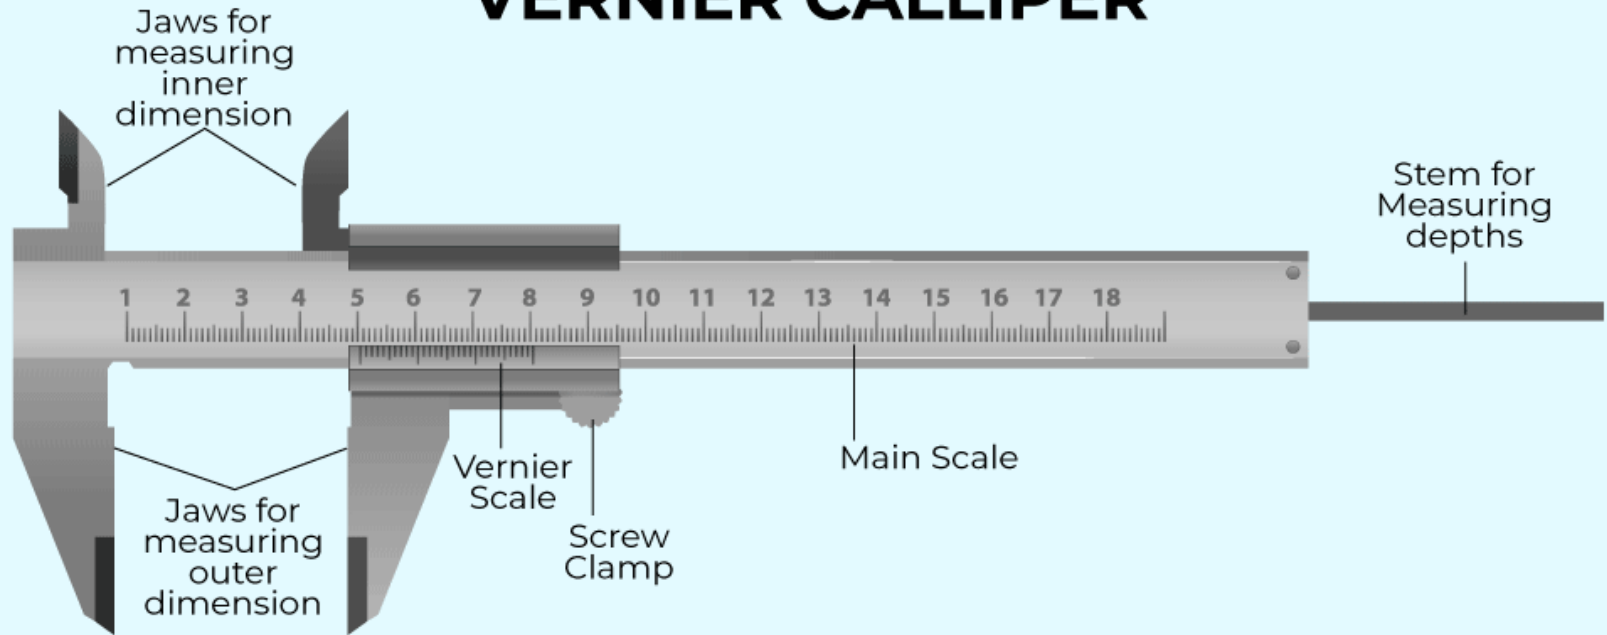 VERNIER CALLIPER
Jaws for
measuring
inner
dimension
Stem for
Measuring
depths
1 2 3 4 5 6 7 8 9 10 11 12 13 14 15 16 17 18
Vernier
Scale
Main Scale
Screw
Clamp
Jaws for
measuring
outer
dimension